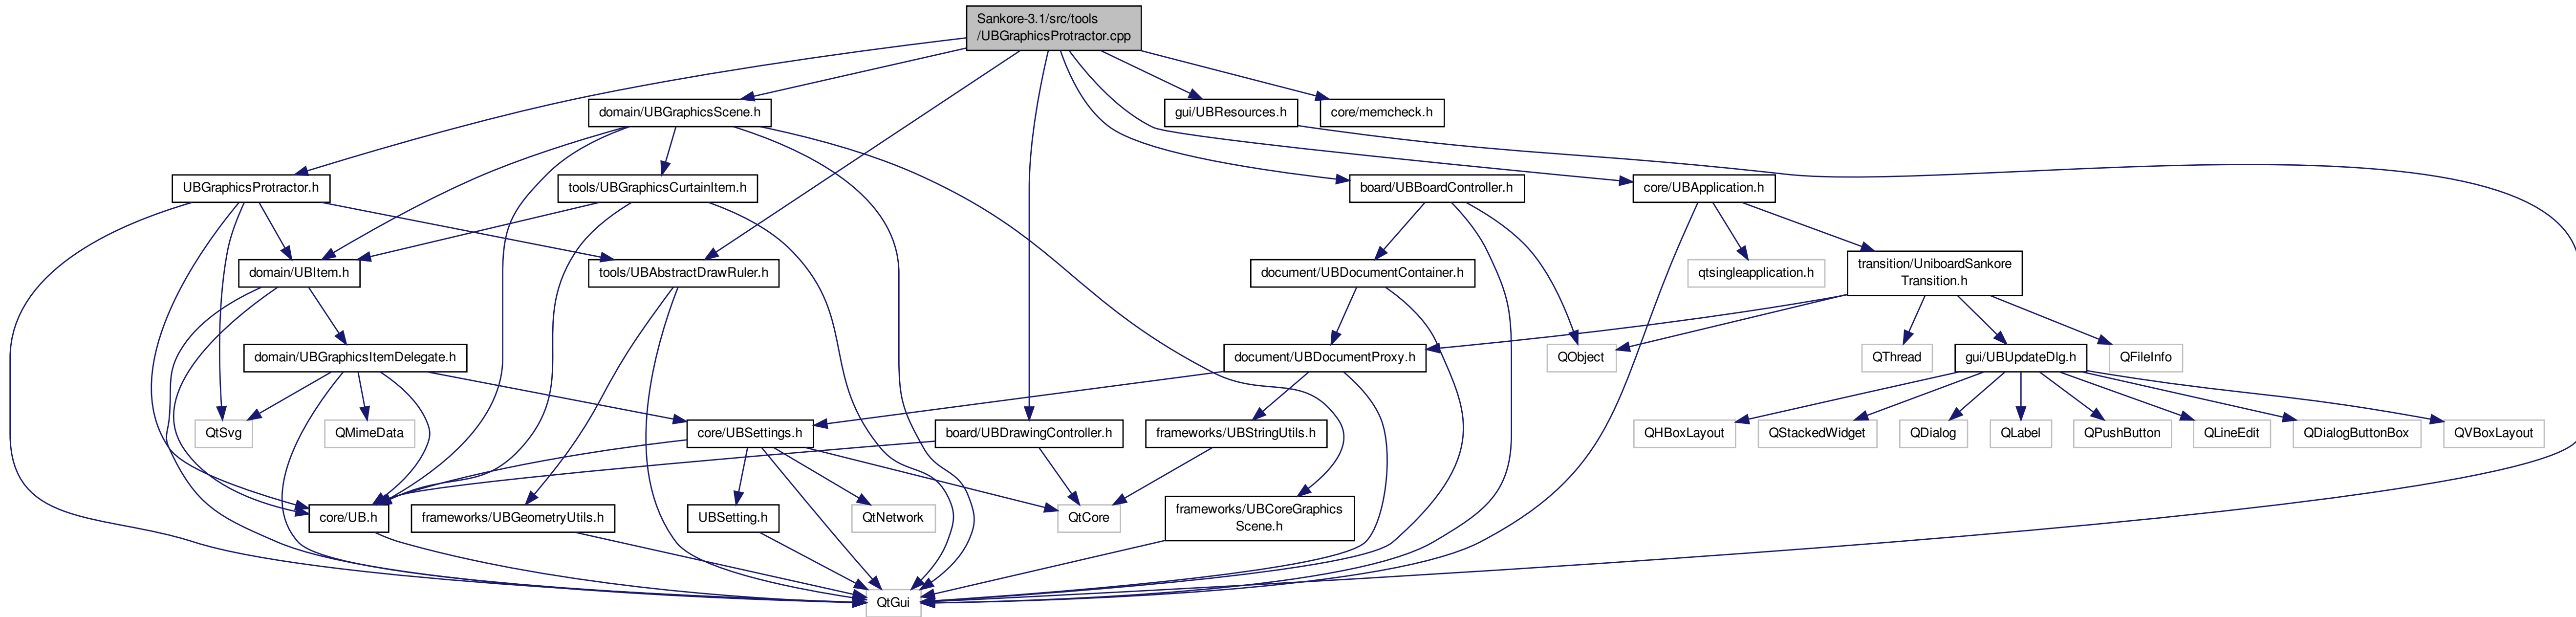 Sankore-3.1/src/tools
/UBGraphicsProtractor.cpp
domain/UBGraphicsScene.h
gui/UBResources.h
core/memcheck.h
UBGraphicsProtractor.h
tools/UBGraphicsCurtainItem.h
board/UBBoardController.h
core/UBApplication.h
domain/UBItem.h
tools/UBAbstractDrawRuler.h
document/UBDocumentContainer.h
qtsingleapplication.h
transition/UniboardSankore
Transition.h
domain/UBGraphicsItemDelegate.h
document/UBDocumentProxy.h
QObject
QThread
gui/UBUpdateDlg.h
QFileInfo
QtSvg
QMimeData
core/UBSettings.h
board/UBDrawingController.h
frameworks/UBStringUtils.h
QHBoxLayout
QStackedWidget
QDialog
QLabel
QPushButton
QLineEdit
QDialogButtonBox
QVBoxLayout
core/UB.h
frameworks/UBGeometryUtils.h
UBSetting.h
QtNetwork
QtCore
frameworks/UBCoreGraphics
Scene.h
QtGui